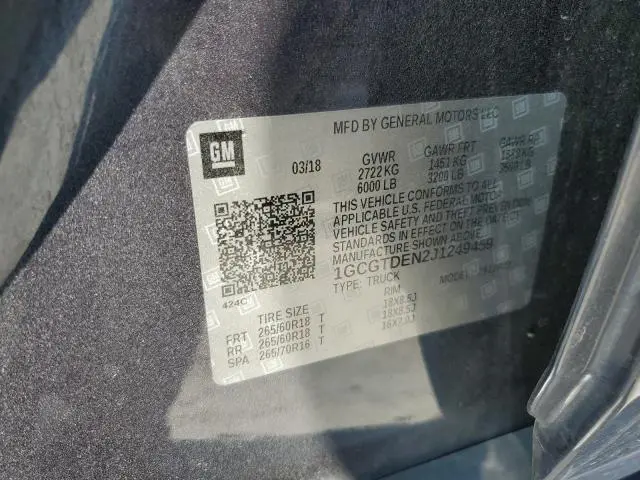 MFD BY GENERAL MOTORS LLC
GM
03/18
GVWR GAWR FRT GAWR RR
2722 KG 1451 KG
6000 LB 3200 LB
THIS VEHICLE CONFORMS TO ALL
APPLICABLE U.S. FEDERAL MOTOR
VEHICLE SAFETY AND THEFT PREVENTION
STANDARDS IN EFFECT ON THE DATE OF
MANUFACTURE SHOWN ABOVE.
1GCGTDEN2J1249459
TYPE: TRUCK MODEL:
424C
TIRE SIZE RIM
FRT 265/60R18 T 18X8.5J
RR 265/60R18 T 18X8.5J
SPA 265/70R16 T 16X7.0J